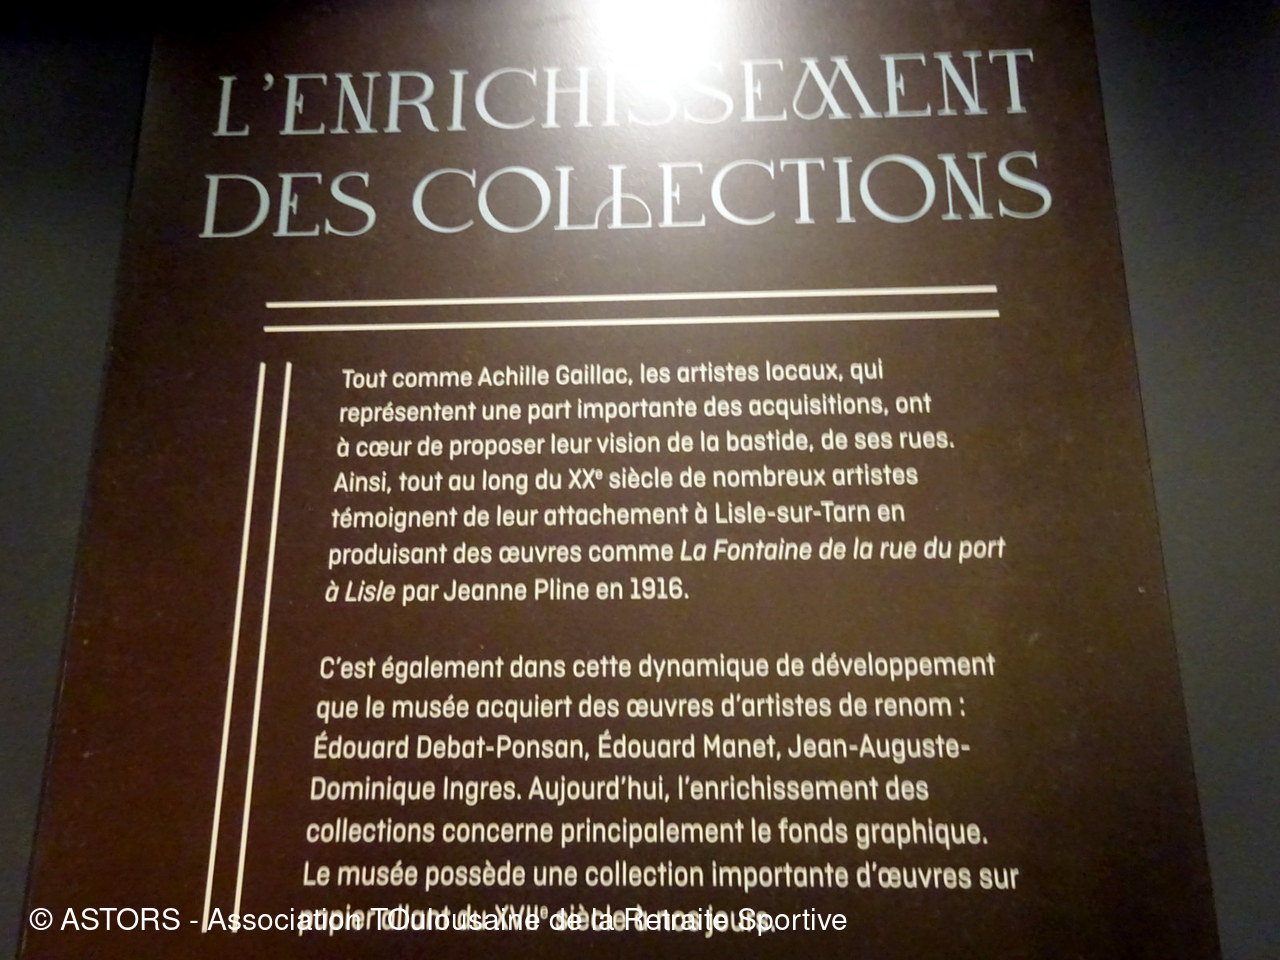 L'ENRICHISSEMENT
DES COLLECTIONS
Tout comme Achille Gaillac, les artistes locaux, qui
représentent une part importante des acquisitions, ont
à cœur de proposer leur vision de la bastide, de ses rues.
Ainsi, tout au long du XXᵉ siècle de nombreux artistes
témoignent de leur attachement à Lisle-sur-Tarn en
produisant des œuvres comme La Fontaine de la rue du port
à Lisle par Jeanne Pline en 1916.
C'est également dans cette dynamique de développement
que le musée acquiert des œuvres d'artistes de renom :
Édouard Debat-Ponsan, Édouard Manet, Jean-Auguste-
Dominique Ingres. Aujourd'hui, l'enrichissement des
collections concerne principalement le fonds graphique.
Le musée possède une collection importante d'œuvres sur
papier siècle à nos jours.
© ASTORS - Association TOulousaine de la Retraite Sportive